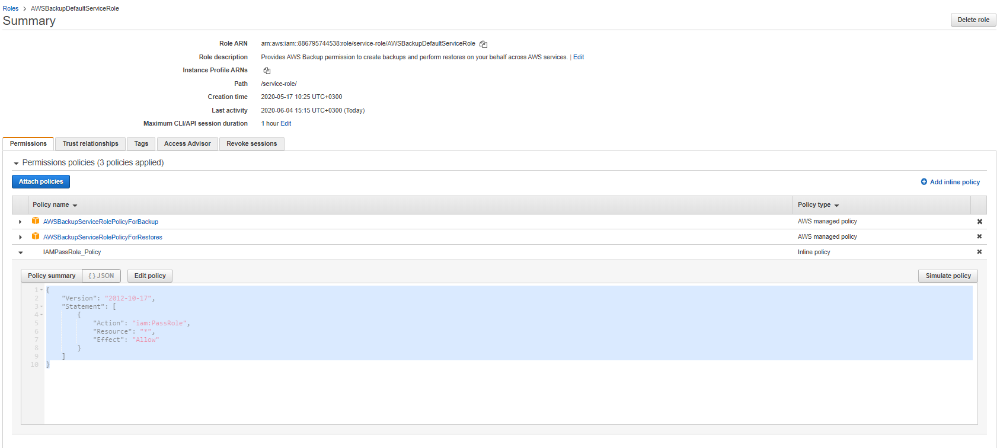 Roles > AWSBackupDefaultServiceRole
Summary
Delete role
Role ARN arn:aws:iam::886795744538:role/service-role/AWSBackupDefaultServiceRole
Role description Provides AWS Backup permission to create backups and perform restores on your behalf across AWS services. | Edit
Instance Profile ARNs
Path /service-role/
Creation time 2020-05-17 10:25 UTC+0300
Last activity 2020-06-04 15:15 UTC+0300 (Today)
Maximum CLI/API session duration 1 hour Edit
Permissions Trust relationships Tags Access Advisor Revoke sessions
Permissions policies (3 policies applied)
Attach policies Add inline policy
Policy name Policy type
AWSBackupServiceRolePolicyForBackup AWS managed policy
AWSBackupServiceRolePolicyForRestores AWS managed policy
IAMPassRole_Policy Inline policy
Policy summary { } JSON Edit policy Simulate policy
1 {
2 "Version": "2012-10-17",
3 "Statement": [
4 {
5 "Action": "iam:PassRole",
6 "Resource": "*",
7 "Effect": "Allow"
8 }
9 ]
10 }